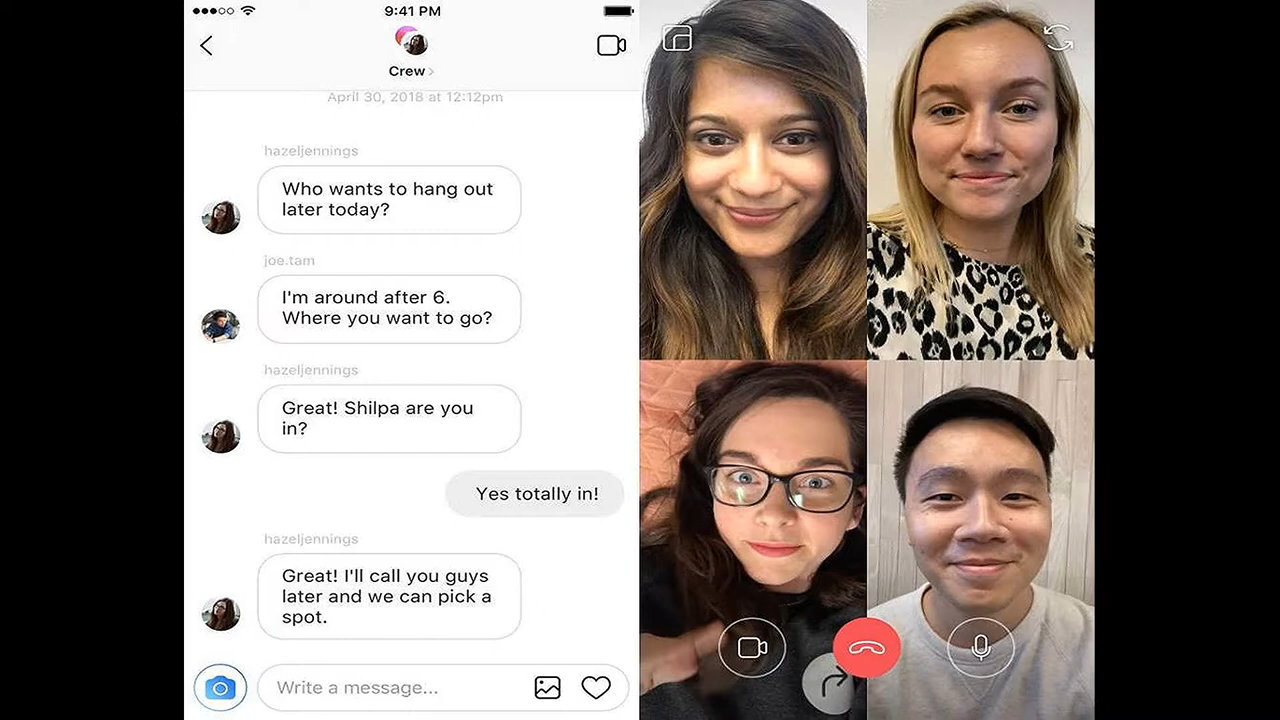 9:41 PM
Crew
April 30, 2018 at 12:12pm
hazeljennings
Who wants to hang out
later today?
joe.tam
I'm around after 6.
Where you want to go?
hazeljennings
Great! Shilpa are you
in?
Yes totally in!
hazeljennings
Great! I'll call you guys
later and we can pick a
spot.
Write a message...